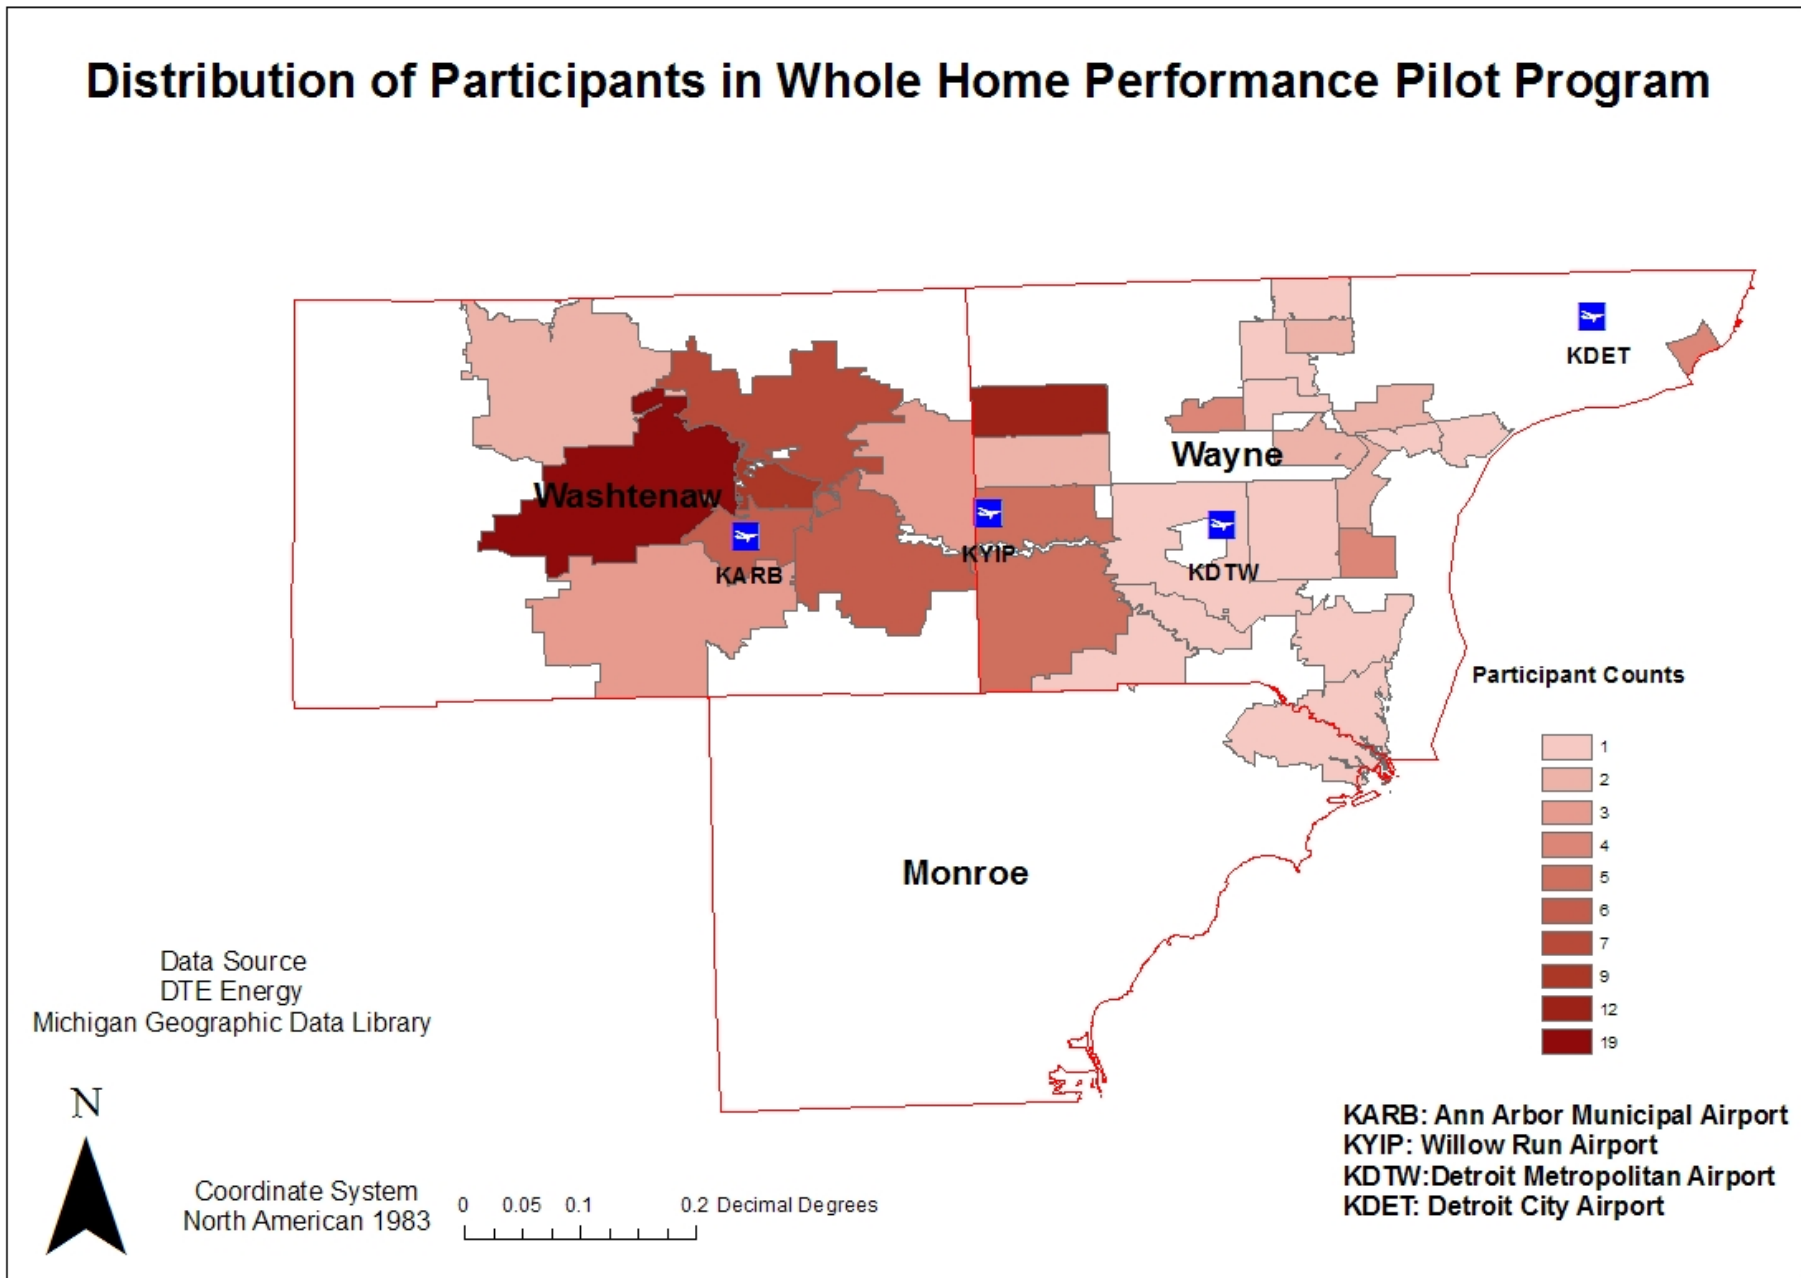 Distribution of Participants in Whole Home Performance Pilot Program
KDET
Wayne
Washtenaw
KYIP
KARB
KDTW
Participant Counts
1
2
3
4
5
6
7
9
12
19
Monroe
Data Source
DTE Energy
Michigan Geographic Data Library
N
Coordinate System
North American 1983
0 0.05 0.1 0.2 Decimal Degrees
KARB: Ann Arbor Municipal Airport
KYIP: Willow Run Airport
KDTW:Detroit Metropolitan Airport
KDET: Detroit City Airport